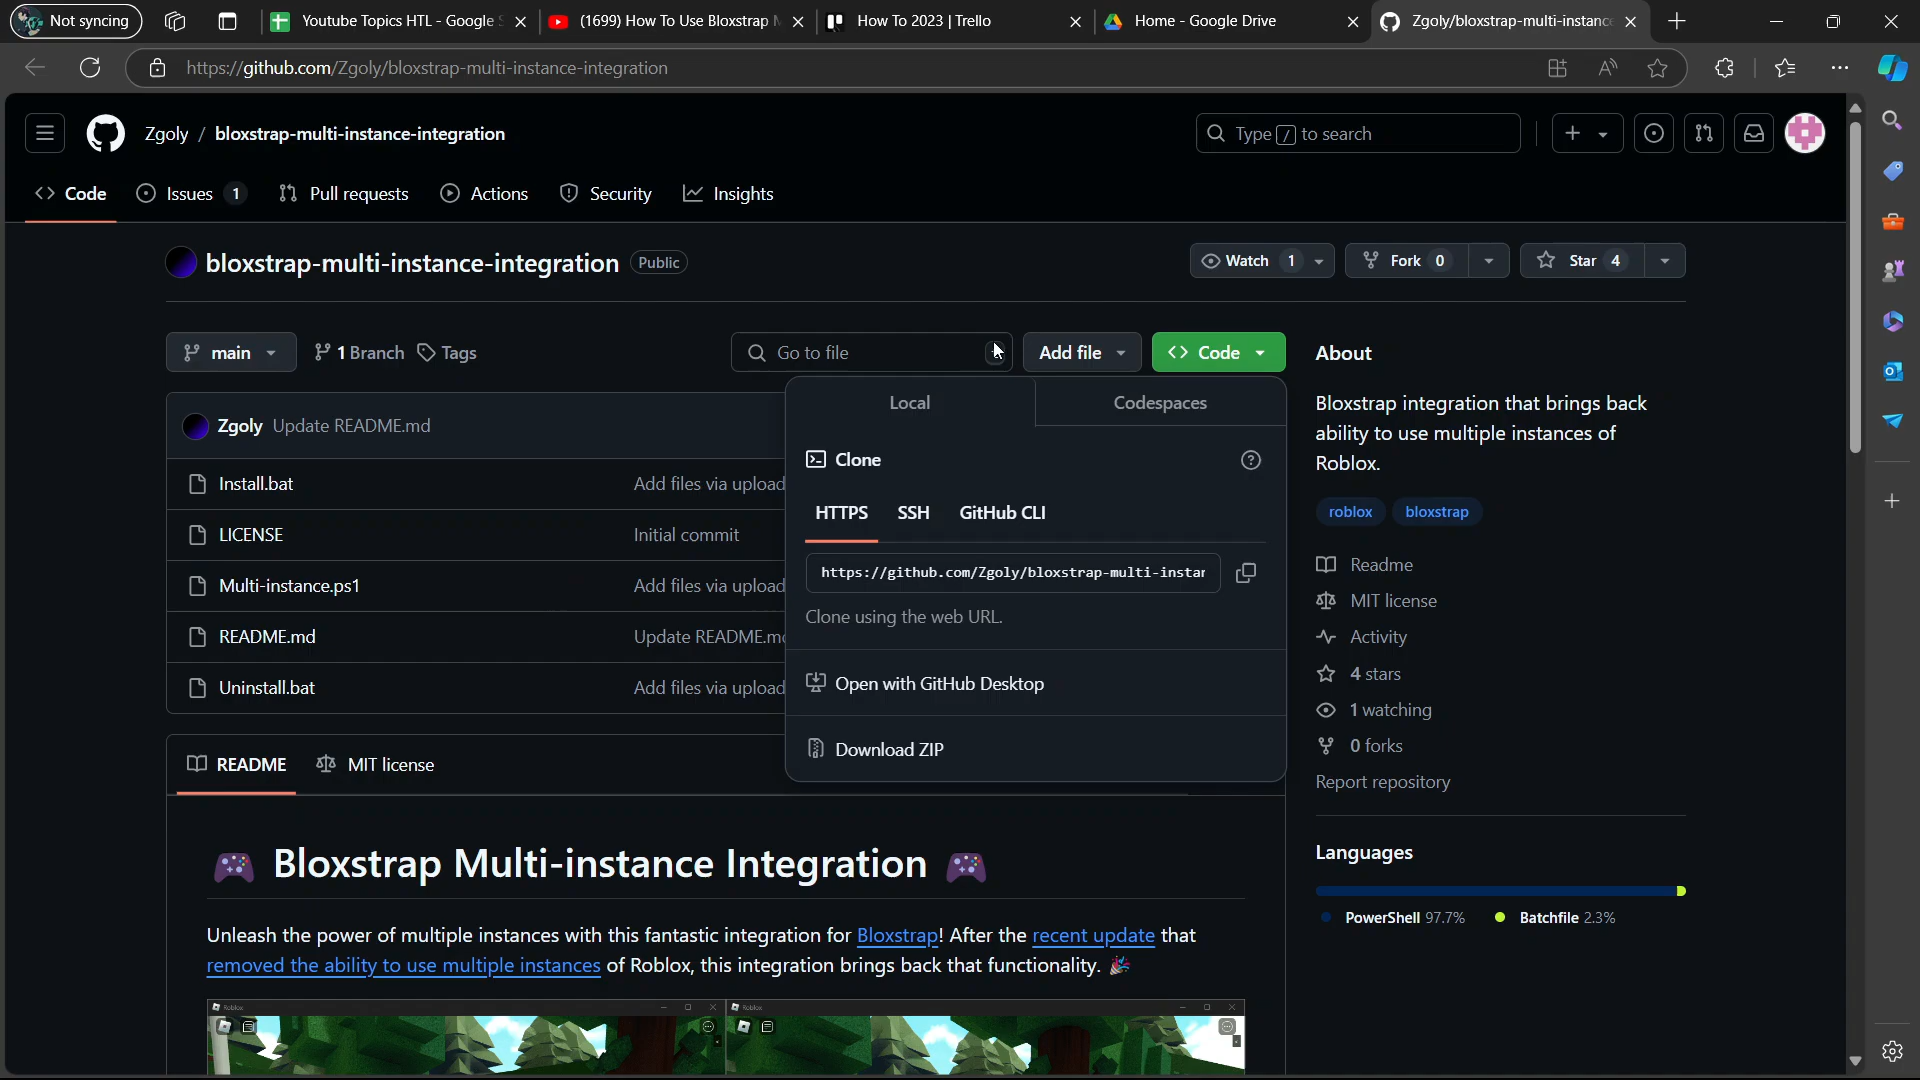 Not syncing
Youtube Topics HTL - Google S
(1699) How To Use Bloxstrap M
How To 2023 | Trello
Home - Google Drive
Zgoly/bloxstrap-multi-instance
https://github.com/Zgoly/bloxstrap-multi-instance-integration
Zgoly / bloxstrap-multi-instance-integration
Type / to search
Code
Issues 1
Pull requests
Actions
Security
Insights
bloxstrap-multi-instance-integration Public
Watch 1
Fork 0
Star 4
main
1 Branch
Tags
Go to file
Add file
Code
About
Local
Codespaces
Bloxstrap integration that brings back
ability to use multiple instances of
Roblox.
Zgoly Update README.md
Clone
Install.bat Add files via upload
HTTPS SSH GitHub CLI
roblox bloxstrap
LICENSE Initial commit
https://github.com/Zgoly/bloxstrap-multi-instar
Readme
Multi-instance.ps1 Add files via upload
MIT license
Clone using the web URL.
README.md Update README.md
Activity
4 stars
Open with GitHub Desktop
Uninstall.bat Add files via upload
1 watching
0 forks
Download ZIP
README
MIT license
Report repository
Languages
Bloxstrap Multi-instance Integration
PowerShell 97.7% Batchfile 2.3%
Unleash the power of multiple instances with this fantastic integration for Bloxstrap! After the recent update that
removed the ability to use multiple instances of Roblox, this integration brings back that functionality.
Roblox
Roblox